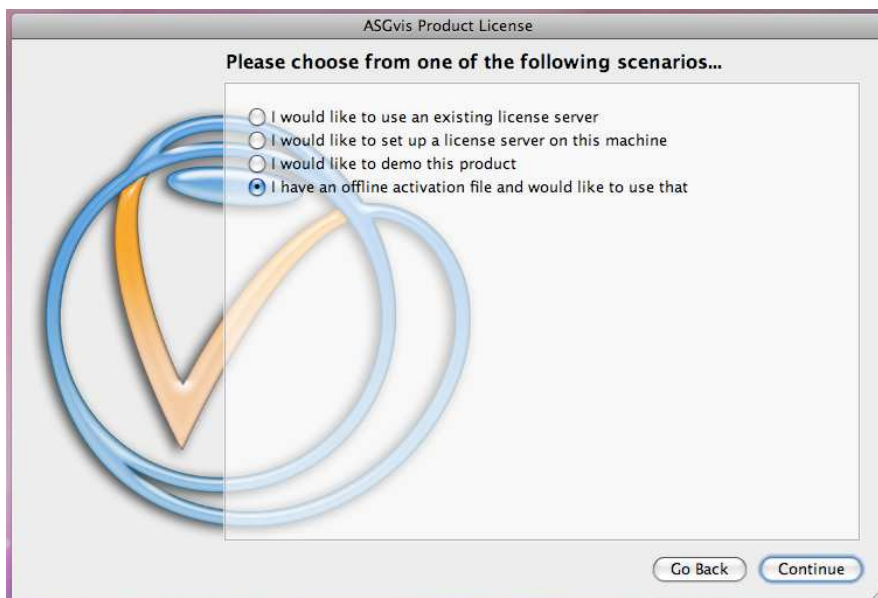 ASGvis Product License
Please choose from one of the following scenarios...
I would like to use an existing license server
I would like to set up a license server on this machine
I would like to demo this product
I have an offline activation file and would like to use that
Go Back
Continue